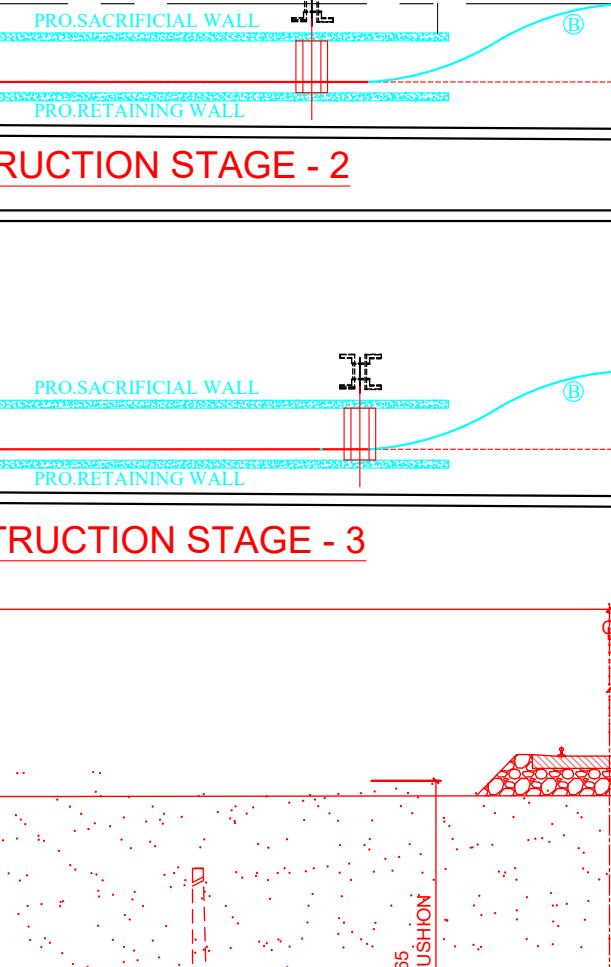 PRO.SACRIFICIAL WALL
B
PRO.RETAINING WALL
RUCTION STAGE - 2
PRO.SACRIFICIAL WALL
B
PRO.RETAINING WALL
TRUCTION STAGE - 3
65
USHION